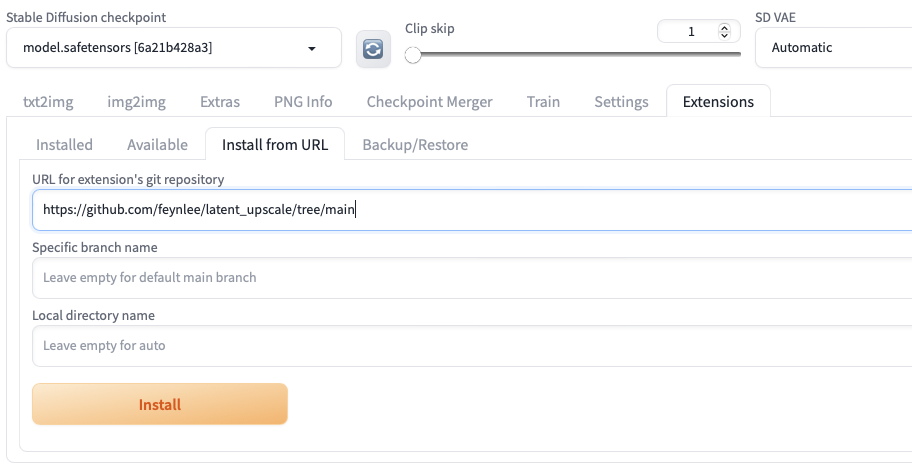 Stable Diffusion checkpoint
model.safetensors [6a21b428a3]
Clip skip
1
SD VAE
Automatic
txt2img img2img Extras PNG Info Checkpoint Merger Train Settings Extensions
Installed Available Install from URL Backup/Restore
URL for extension's git repository
https://github.com/feynlee/latent_upscale/tree/main
Specific branch name
Leave empty for default main branch
Local directory name
Leave empty for auto
Install